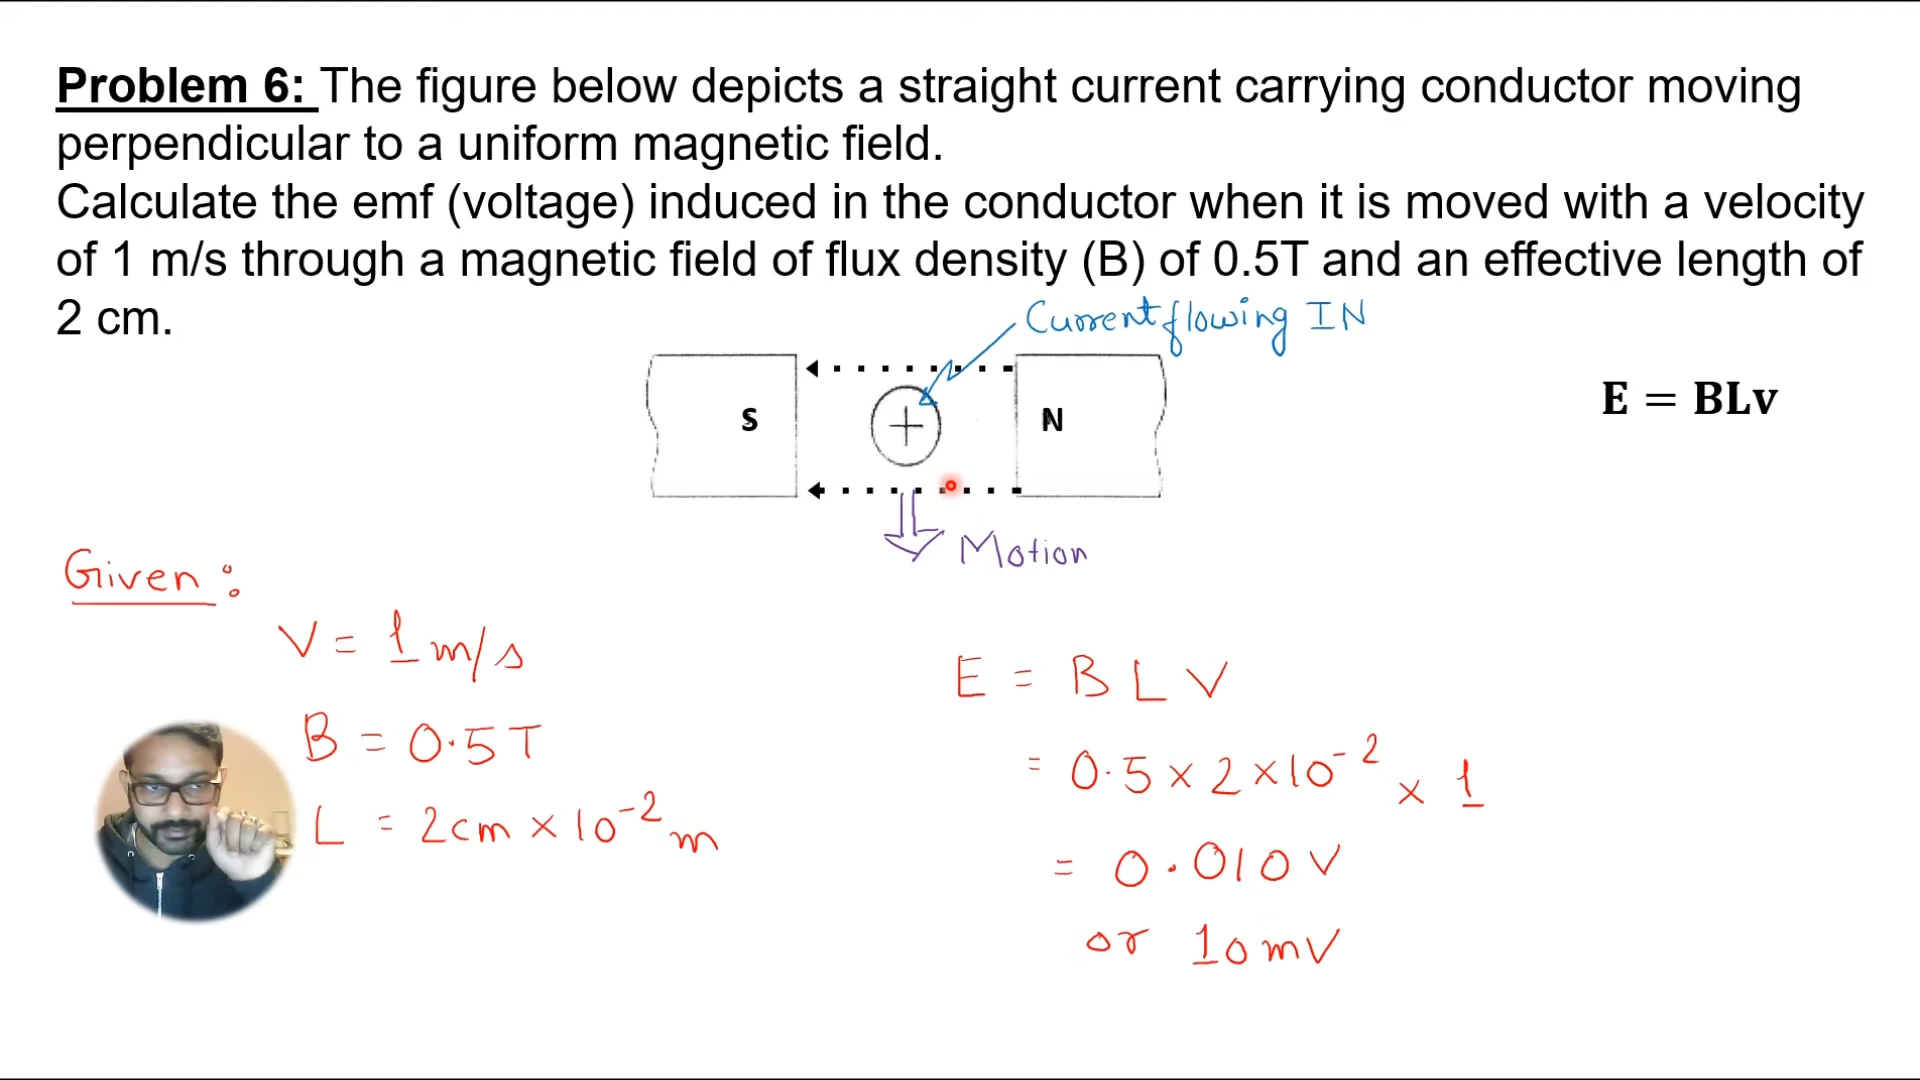 Problem 6: The figure below depicts a straight current carrying conductor moving
perpendicular to a uniform magnetic field.
Calculate the emf (voltage) induced in the conductor when it is moved with a velocity
of 1 m/s through a magnetic field of flux density (B) of 0.5T and an effective length of
2 cm.
Current flowing IN
S
N
E = BLv
Motion
Given :
V = 1 m/s
B = 0.5T
L = 2cm × 10⁻² m
E = B L V
= 0.5 × 2 × 10⁻² × 1
= 0.010 V
or 10 mV